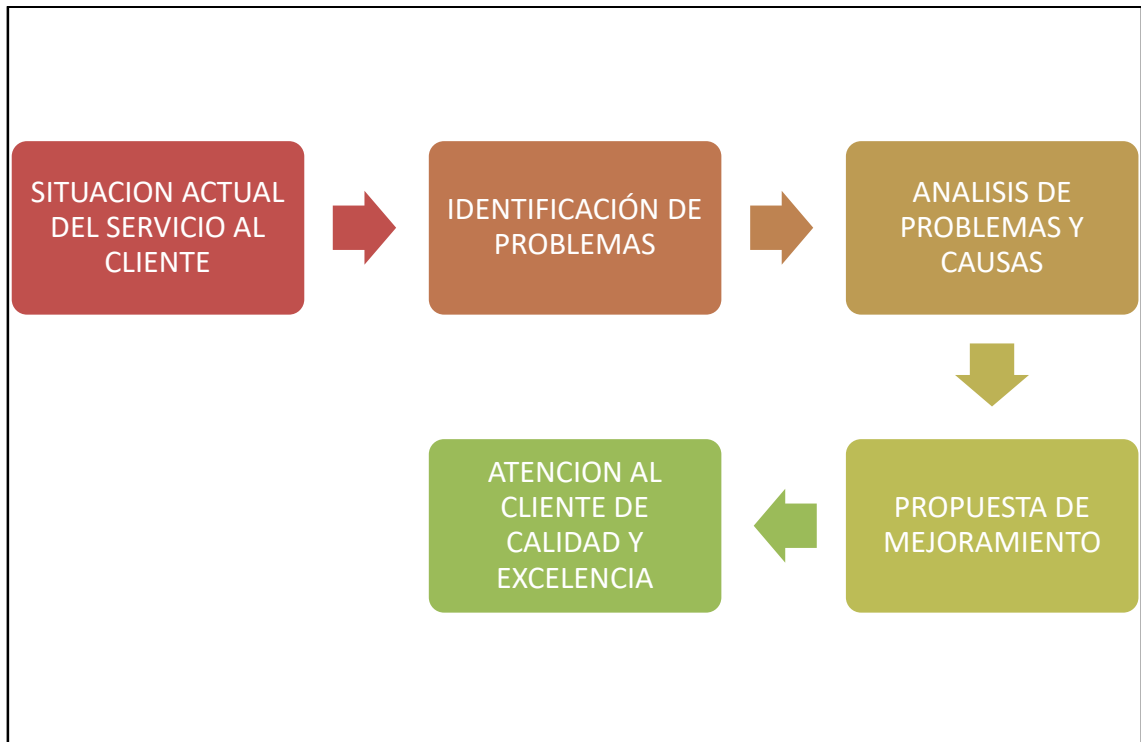 SITUACION ACTUAL
DEL SERVICIO AL
CLIENTE
IDENTIFICACIÓN DE
PROBLEMAS
ANALISIS DE
PROBLEMAS Y
CAUSAS
PROPUESTA DE
MEJORAMIENTO
ATENCION AL
CLIENTE DE
CALIDAD Y
EXCELENCIA